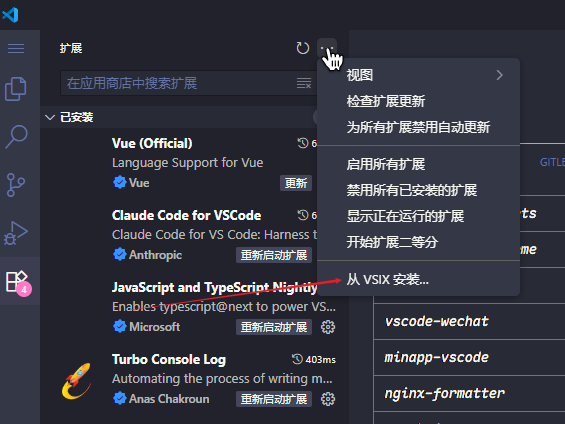 扩展
在应用商店中搜索扩展
已安装
Vue (Official)
Language Support for Vue
Vue
更新
Claude Code for VSCode
Claude Code for VS Code: Harness t
Anthropic
重新启动扩展
JavaScript and TypeScript Nightly
Enables typescript@next to power VS...
Microsoft
重新启动扩展
4
Turbo Console Log
403ms
Automating the process of writing m...
Anas Chakroun
重新启动扩展
视图
检查扩展更新
为所有扩展禁用自动更新
启用所有扩展
禁用所有已安装的扩展
显示正在运行的扩展
开始扩展二等分
从 VSIX 安装...
GITLE
ets
me
vscode-wechat
minapp-vscode
nginx-formatter